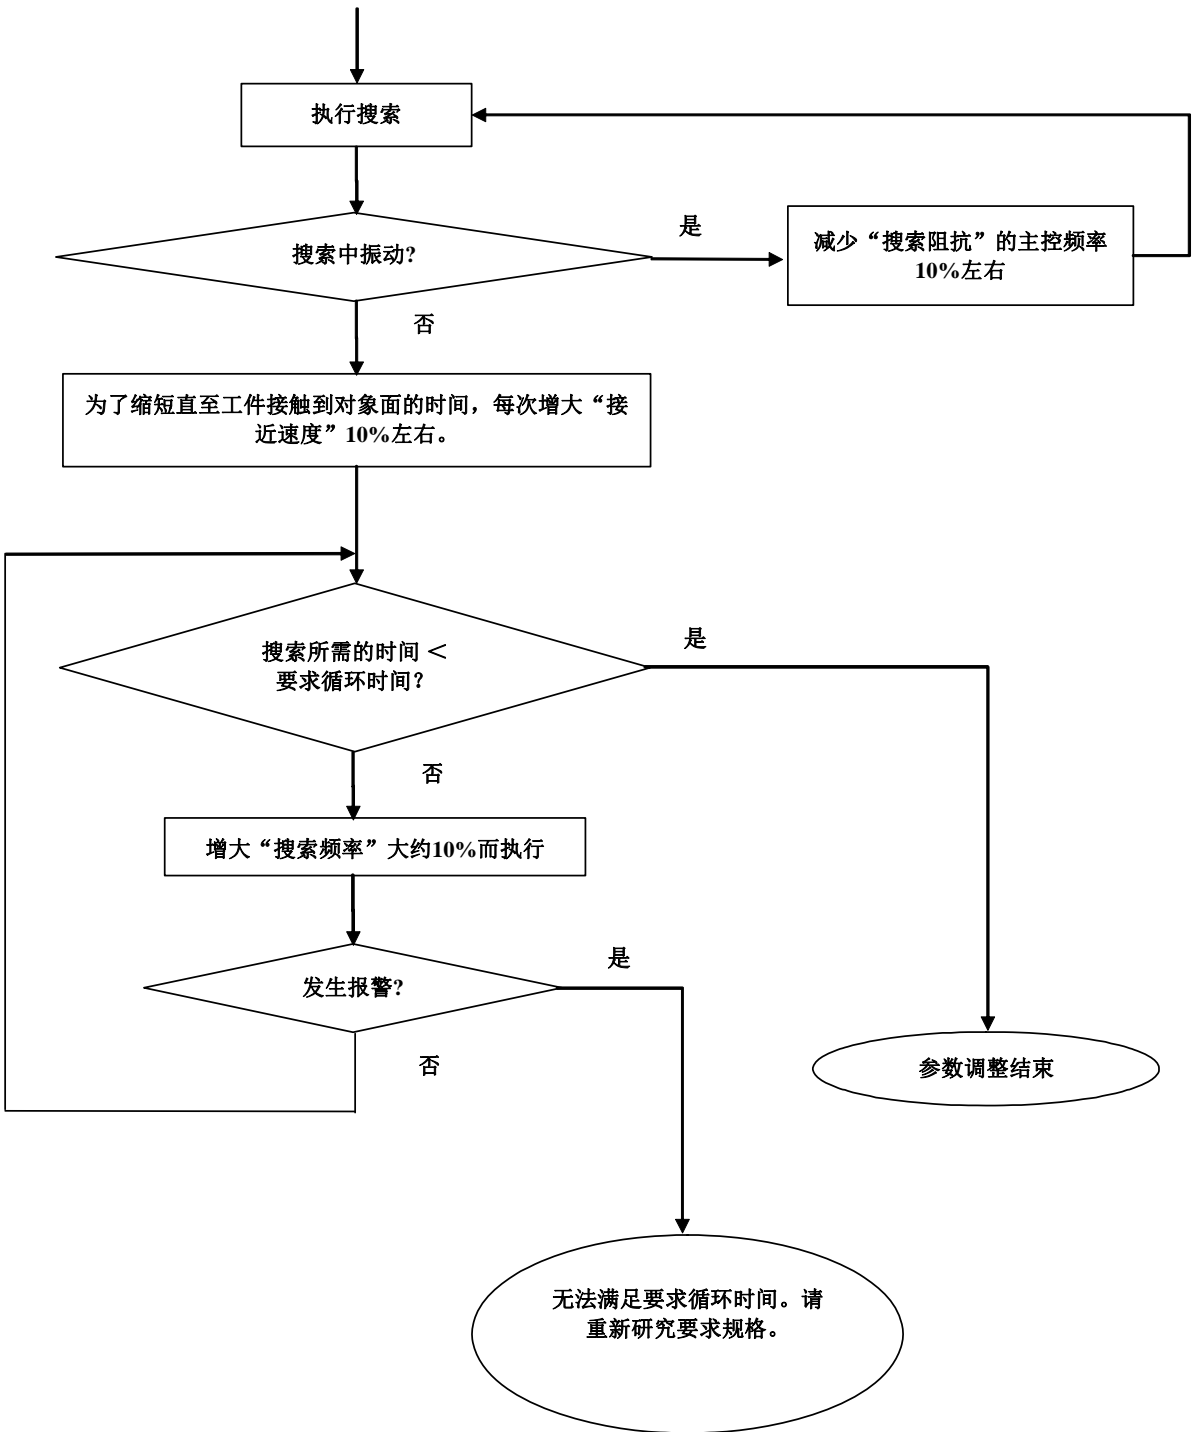 执行搜索
搜索中振动?
是
减少“搜索阻抗”的主控频率
10%左右
否
为了缩短直至工件接触到对象面的时间，每次增大“接
近速度”10%左右。
搜索所需的时间 ＜
要求循环时间？
是
否
增大“搜索频率”大约10%而执行
发生报警?
是
否
参数调整结束
无法满足要求循环时间。请
重新研究要求规格。